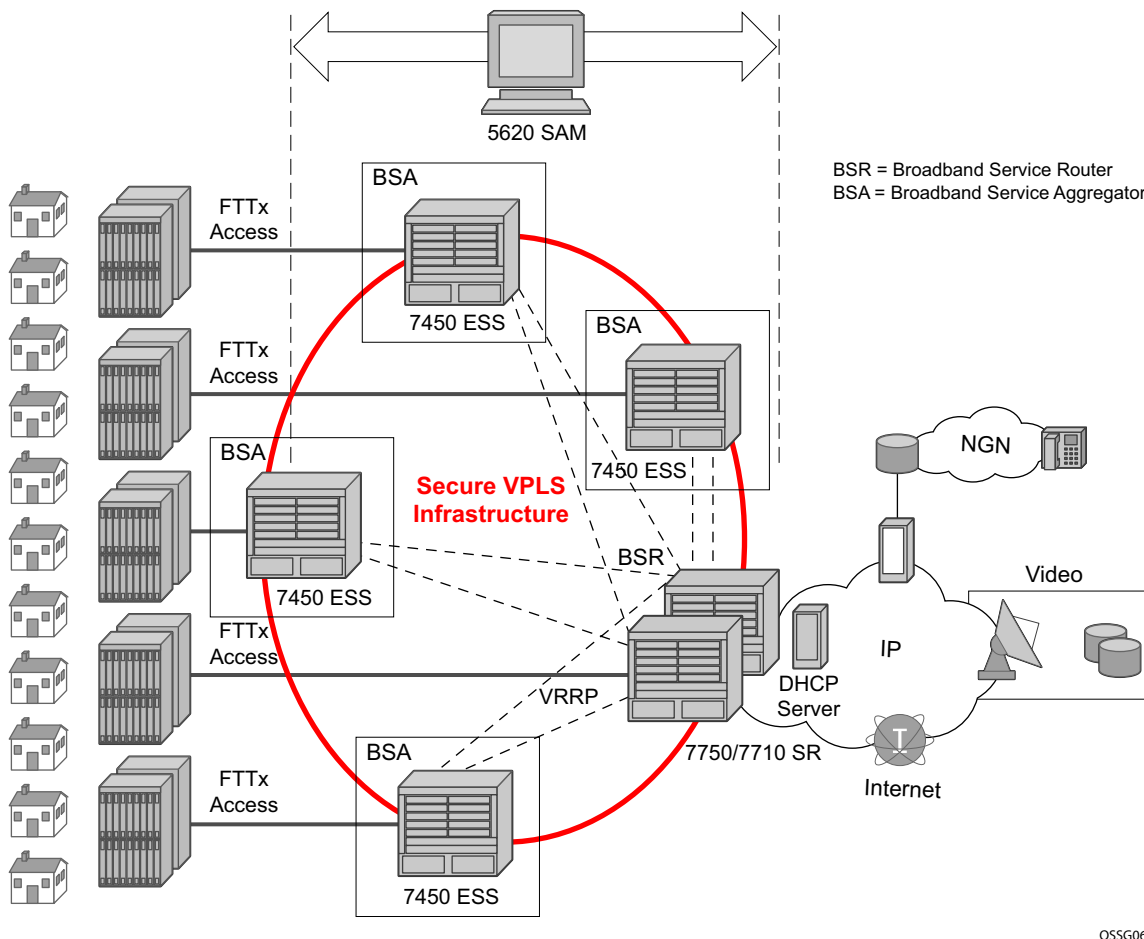 5620 SAM
BSR = Broadband Service Router
BSA = Broadband Service Aggregator
BSA
FTTx
Access
7450 ESS
BSA
FTTx
Access
7450 ESS
NGN
BSA
Secure VPLS
Infrastructure
7450 ESS
BSR
Video
IP
FTTx
Access
DHCP
Server
VRRP
7750/7710 SR
BSA
Internet
FTTx
Access
7450 ESS
OSSG06